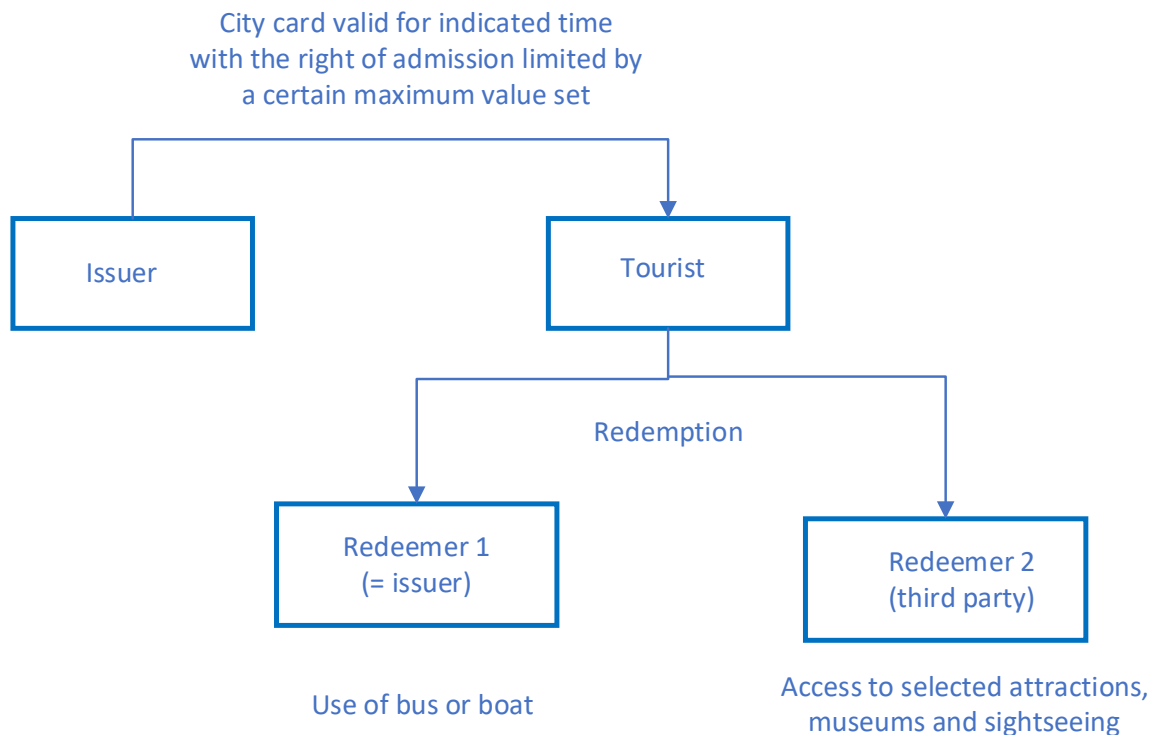 City card valid for indicated time
with the right of admission limited by
a certain maximum value set
Issuer
Tourist
Redemption
Redeemer 1
(= issuer)
Redeemer 2
(third party)
Use of bus or boat
Access to selected attractions,
museums and sightseeing